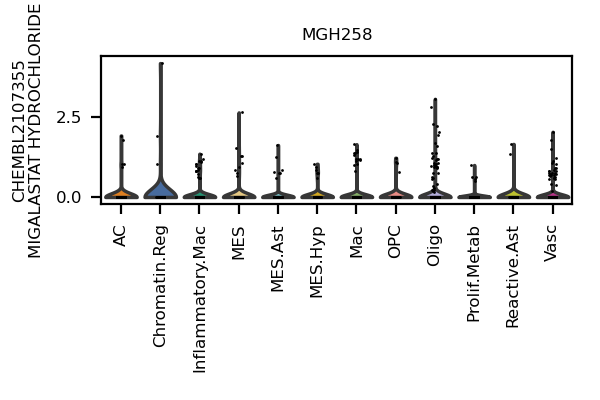 MGH258
CHEMBL2107355
MIGALASTAT HYDROCHLORIDE
2.5
0.0
AC
Chromatin.Reg
Inflammatory.Mac
MES
MES.Ast
MES.Hyp
Mac
OPC
Oligo
Prolif.Metab
Reactive.Ast
Vasc